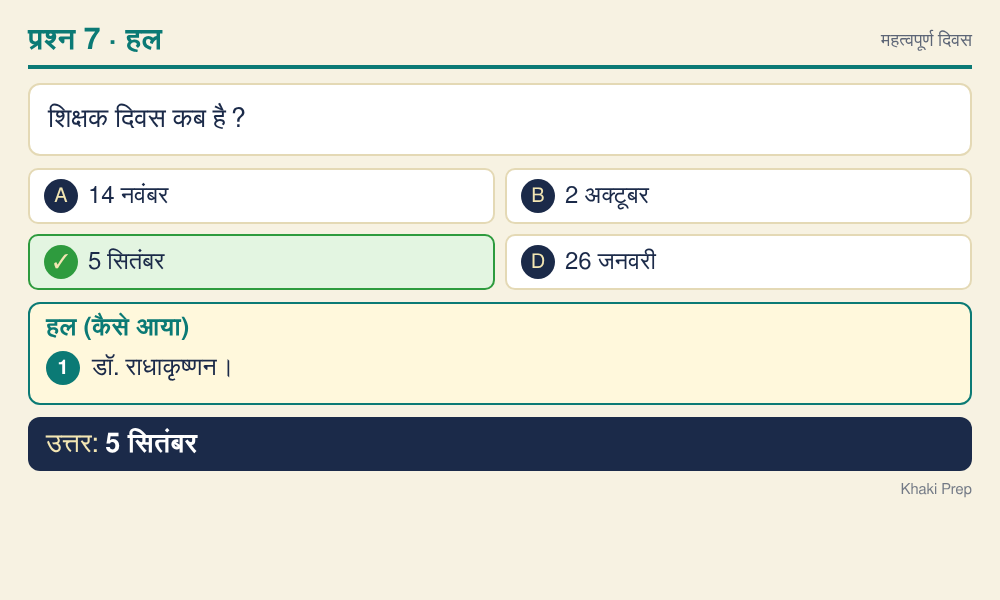 प्रश्न 7 · हल
महत्वपूर्ण दिवस
शिक्षक दिवस कब है ?
A 14 नवंबर
B 2 अक्टूबर
✓ 5 सितंबर
D 26 जनवरी
हल (कैसे आया)
1 डॉ. राधाकृष्णन।
उत्तर: 5 सितंबर
Khaki Prep